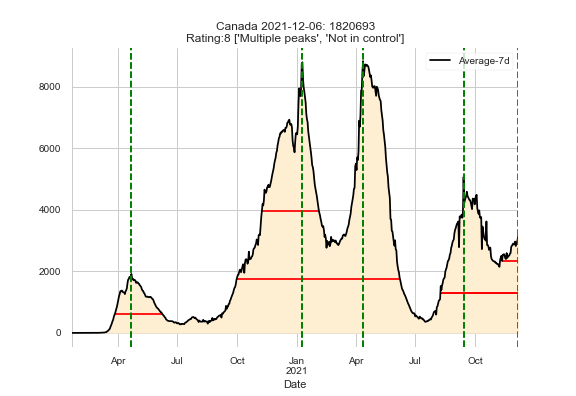 Canada 2021-12-06: 1820693
Rating:8 ['Multiple peaks', 'Not in control']
Average-7d
8000
6000
4000
2000
0
Apr Jul Oct Jan Apr Jul Oct
2021
Date